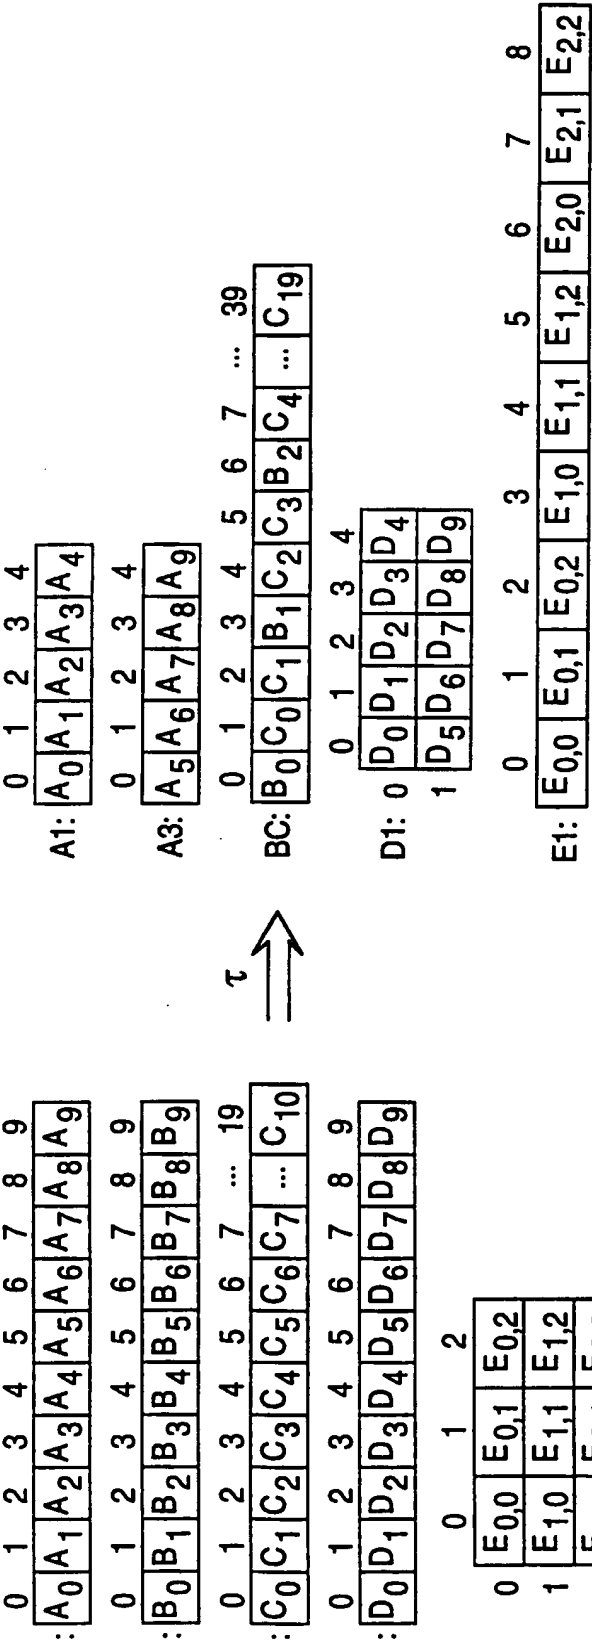 0 1 2 3 4 5 6 7 8 9
: A0 A1 A2 A3 A4 A5 A6 A7 A8 A9
0 1 2 3 4 5 6 7 8 9
: B0 B1 B2 B3 B4 B5 B6 B7 B8 B9
0 1 2 3 4 5 6 7 ... 19
: C0 C1 C2 C3 C4 C5 C6 C7 ... C10
0 1 2 3 4 5 6 7 8 9
: D0 D1 D2 D3 D4 D5 D6 D7 D8 D9
0 1 2
0 E0,0 E0,1 E0,2
1 E1,0 E1,1 E1,2
τ
0 1 2 3 4
A1: A0 A1 A2 A3 A4
0 1 2 3 4
A3: A5 A6 A7 A8 A9
0 1 2 3 4 5 6 7 ... 39
BC: B0 C0 C1 B1 C2 C3 B2 C4 ... C19
0 1 2 3 4
D1: 0 D0 D1 D2 D3 D4
1 D5 D6 D7 D8 D9
0 1 2 3 4 5 6 7 8
E1: E0,0 E0,1 E0,2 E1,0 E1,1 E1,2 E2,0 E2,1 E2,2